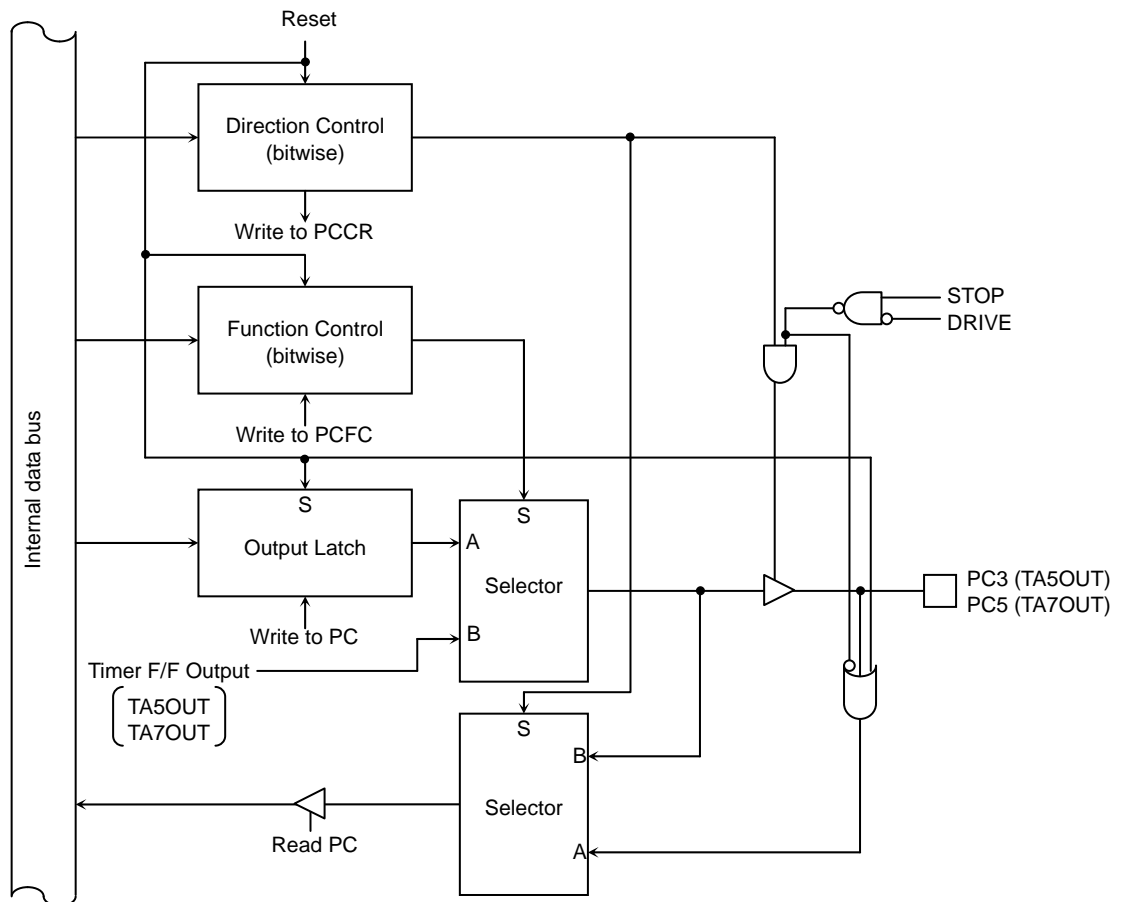 Reset
Direction Control
(bitwise)
Write to PCCR
STOP
DRIVE
Function Control
(bitwise)
Write to PCFC
Internal data bus
S
Output Latch
Write to PC
S
A
Selector
B
PC3 (TA5OUT)
PC5 (TA7OUT)
Timer F/F Output
TA5OUT
TA7OUT
S
B
Selector
A
Read PC